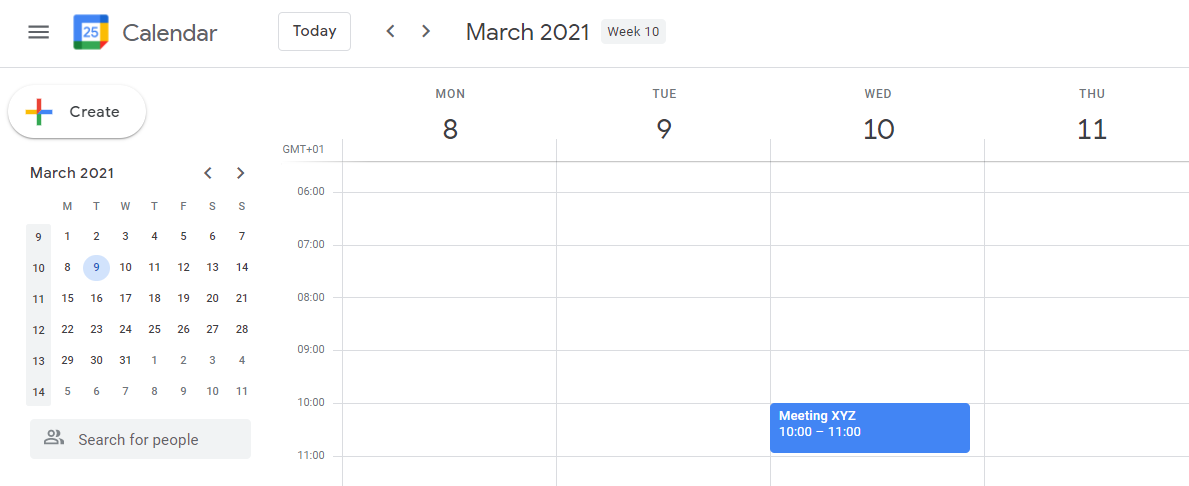 25 Calendar Today March 2021 Week 10
Create
March 2021
M T W T F S S
9 1 2 3 4 5 6 7
10 8 9 10 11 12 13 14
11 15 16 17 18 19 20 21
12 22 23 24 25 26 27 28
13 29 30 31 1 2 3 4
14 5 6 7 8 9 10 11
Search for people
MON TUE WED THU
8 9 10 11
GMT+01
06:00
07:00
08:00
09:00
10:00
Meeting XYZ
10:00 – 11:00
11:00